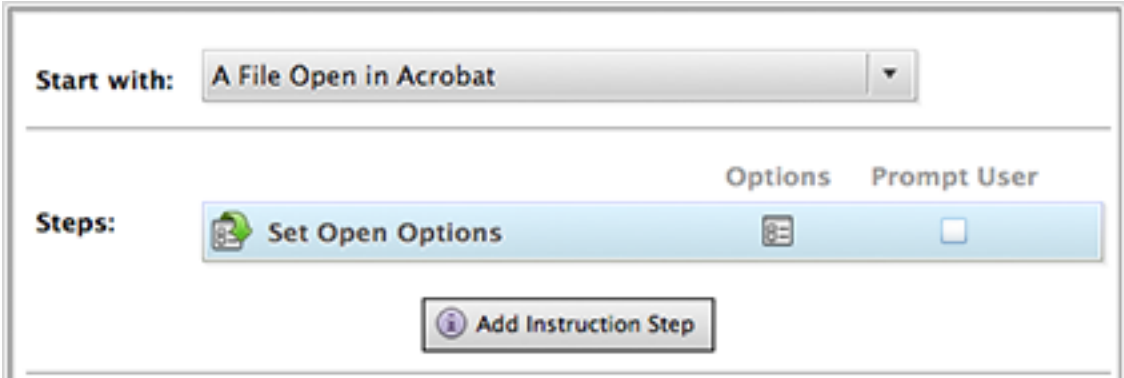 Start with: A File Open in Acrobat
Options Prompt User
Steps: Set Open Options
Add Instruction Step